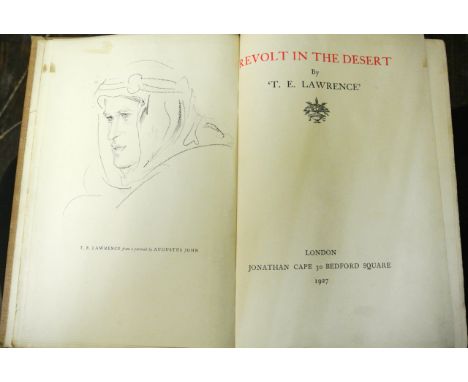 T. E. LAWRENCE from a portrait by AUGUSTUS JOHN
REVOLT IN THE DESERT
By
'T. E. LAWRENCE'
LONDON
JONATHAN CAPE 30 BEDFORD SQUARE
1927